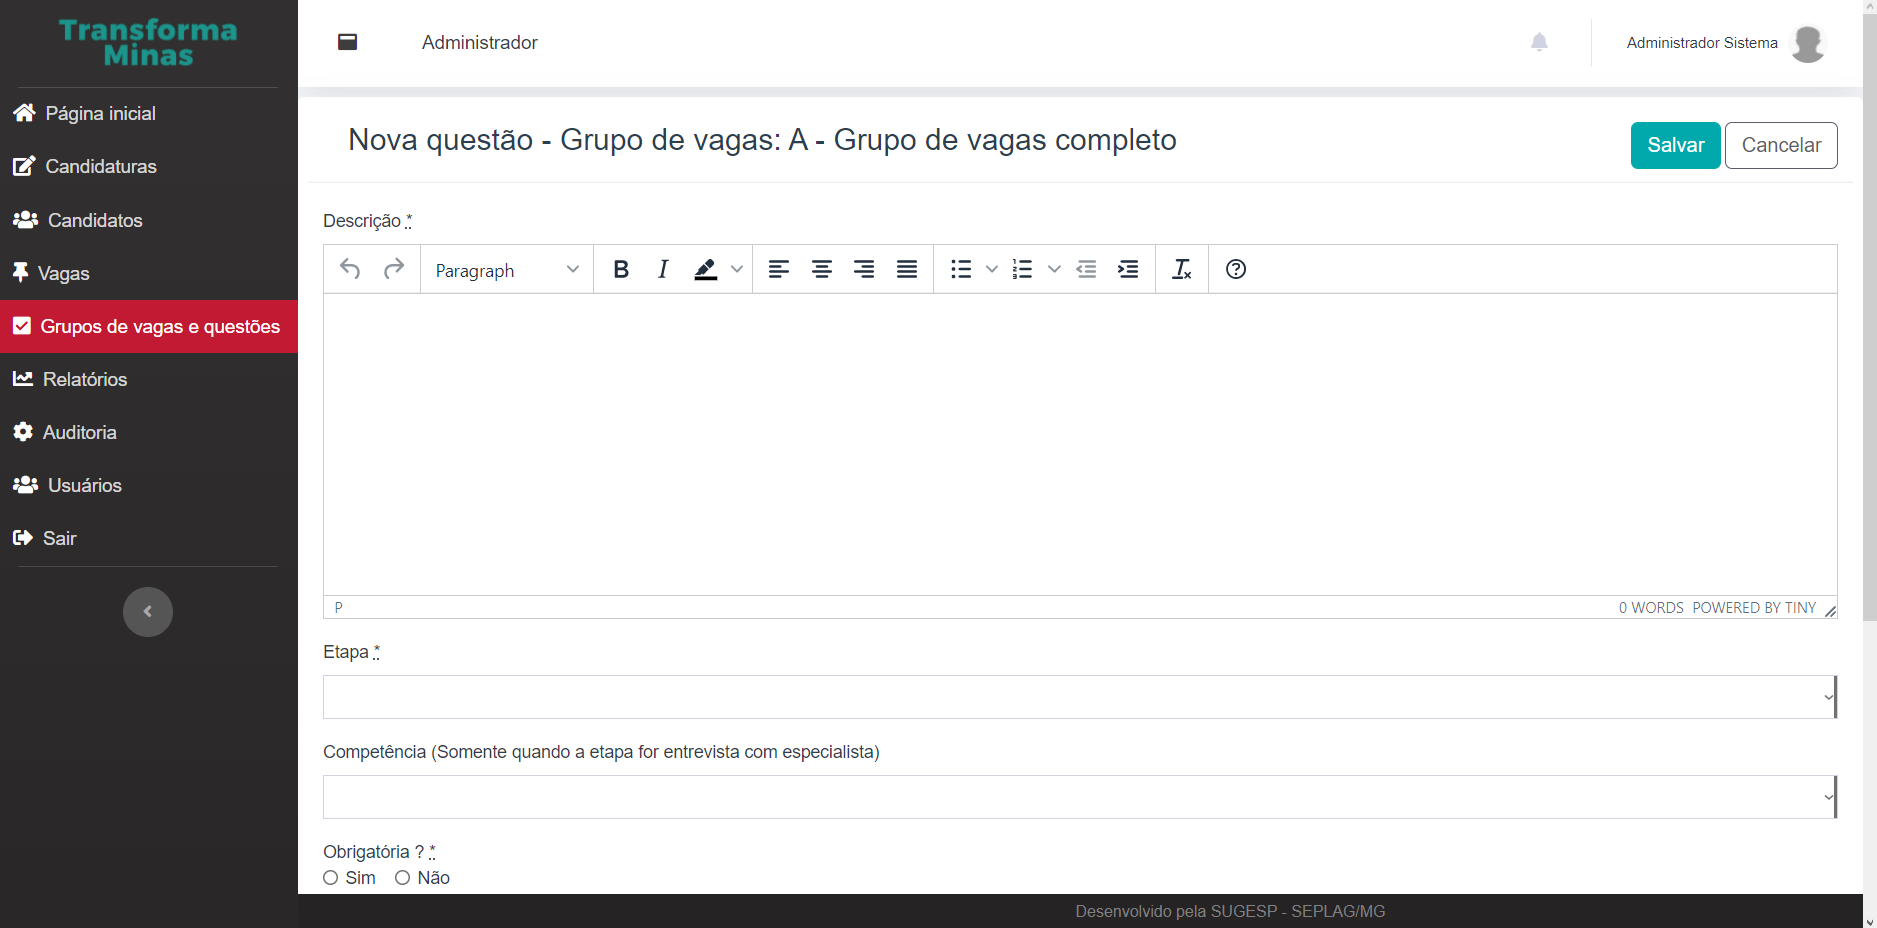 Transforma
Minas
Página inicial
Candidaturas
Candidatos
Vagas
Grupos de vagas e questões
Relatórios
Auditoria
Usuários
Sair
Administrador
Administrador Sistema
Nova questão - Grupo de vagas: A - Grupo de vagas completo
Salvar
Cancelar
Descrição *
Paragraph
P
0 WORDS POWERED BY TINY
Etapa *
Competência (Somente quando a etapa for entrevista com especialista)
Obrigatória ? *
Sim Não
Desenvolvido pela SUGESP - SEPLAG/MG